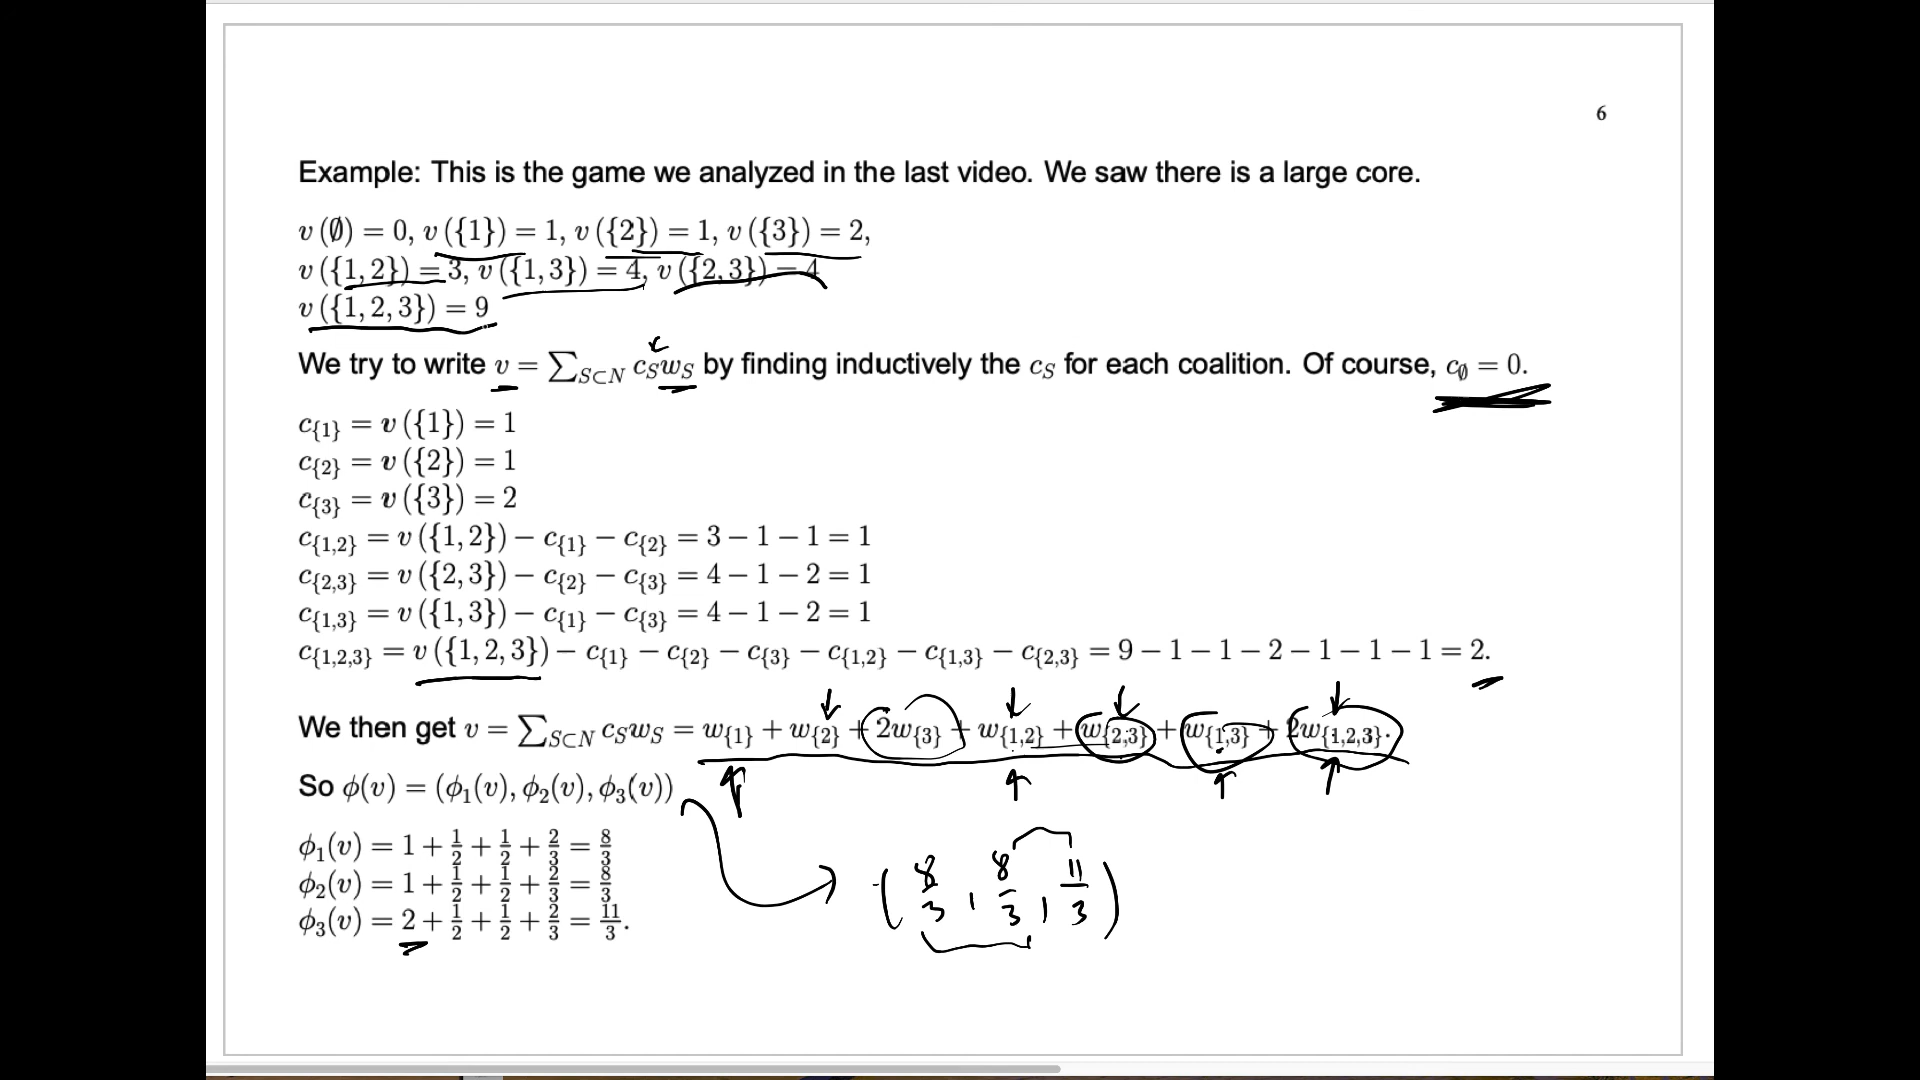 6
Example: This is the game we analyzed in the last video. We saw there is a large core.
v (∅) = 0, v ({1}) = 1, v ({2}) = 1, v ({3}) = 2,
v ({1, 2}) = 3, v ({1, 3}) = 4, v ({2, 3}) = 4
v ({1, 2, 3}) = 9
We try to write v = ∑_{S⊂N} c_S w_S by finding inductively the c_S for each coalition. Of course, c_∅ = 0.
c_{1} = v ({1}) = 1
c_{2} = v ({2}) = 1
c_{3} = v ({3}) = 2
c_{1,2} = v ({1, 2}) − c_{1} − c_{2} = 3 − 1 − 1 = 1
c_{2,3} = v ({2, 3}) − c_{2} − c_{3} = 4 − 1 − 2 = 1
c_{1,3} = v ({1, 3}) − c_{1} − c_{3} = 4 − 1 − 2 = 1
c_{1,2,3} = v ({1, 2, 3}) − c_{1} − c_{2} − c_{3} − c_{1,2} − c_{1,3} − c_{2,3} = 9 − 1 − 1 − 2 − 1 − 1 − 1 = 2.
We then get v = ∑_{S⊂N} c_S w_S = w_{1} + w_{2} + 2w_{3} + w_{1,2} + w_{2,3} + w_{1,3} + 2w_{1,2,3}.
So ϕ(v) = (ϕ_1(v), ϕ_2(v), ϕ_3(v))
ϕ_1(v) = 1 + 1/2 + 1/2 + 2/3 = 8/3
ϕ_2(v) = 1 + 1/2 + 1/2 + 2/3 = 8/3
ϕ_3(v) = 2 + 1/2 + 1/2 + 2/3 = 11/3.
(8/3, 8/3, 11/3)